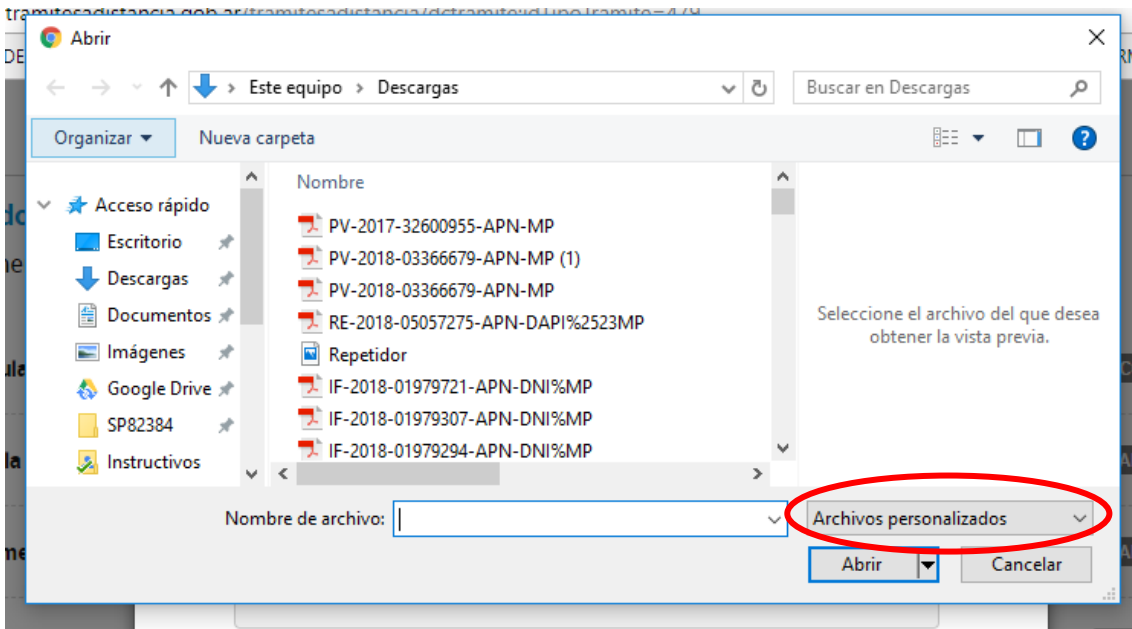 tramitesadistancia.gob.ar/tramitesadistancia/dctramite:idTipoTramite=479
Abrir
Este equipo > Descargas
Buscar en Descargas
Organizar
Nueva carpeta
Acceso rápido
Escritorio
Descargas
Documentos
Imágenes
Google Drive
SP82384
Instructivos
Nombre
PV-2017-32600955-APN-MP
PV-2018-03366679-APN-MP (1)
PV-2018-03366679-APN-MP
RE-2018-05057275-APN-DAPI%2523MP
Repetidor
IF-2018-01979721-APN-DNI%MP
IF-2018-01979307-APN-DNI%MP
IF-2018-01979294-APN-DNI%MP
Seleccione el archivo del que desea
obtener la vista previa.
Nombre de archivo:
Archivos personalizados
Abrir
Cancelar